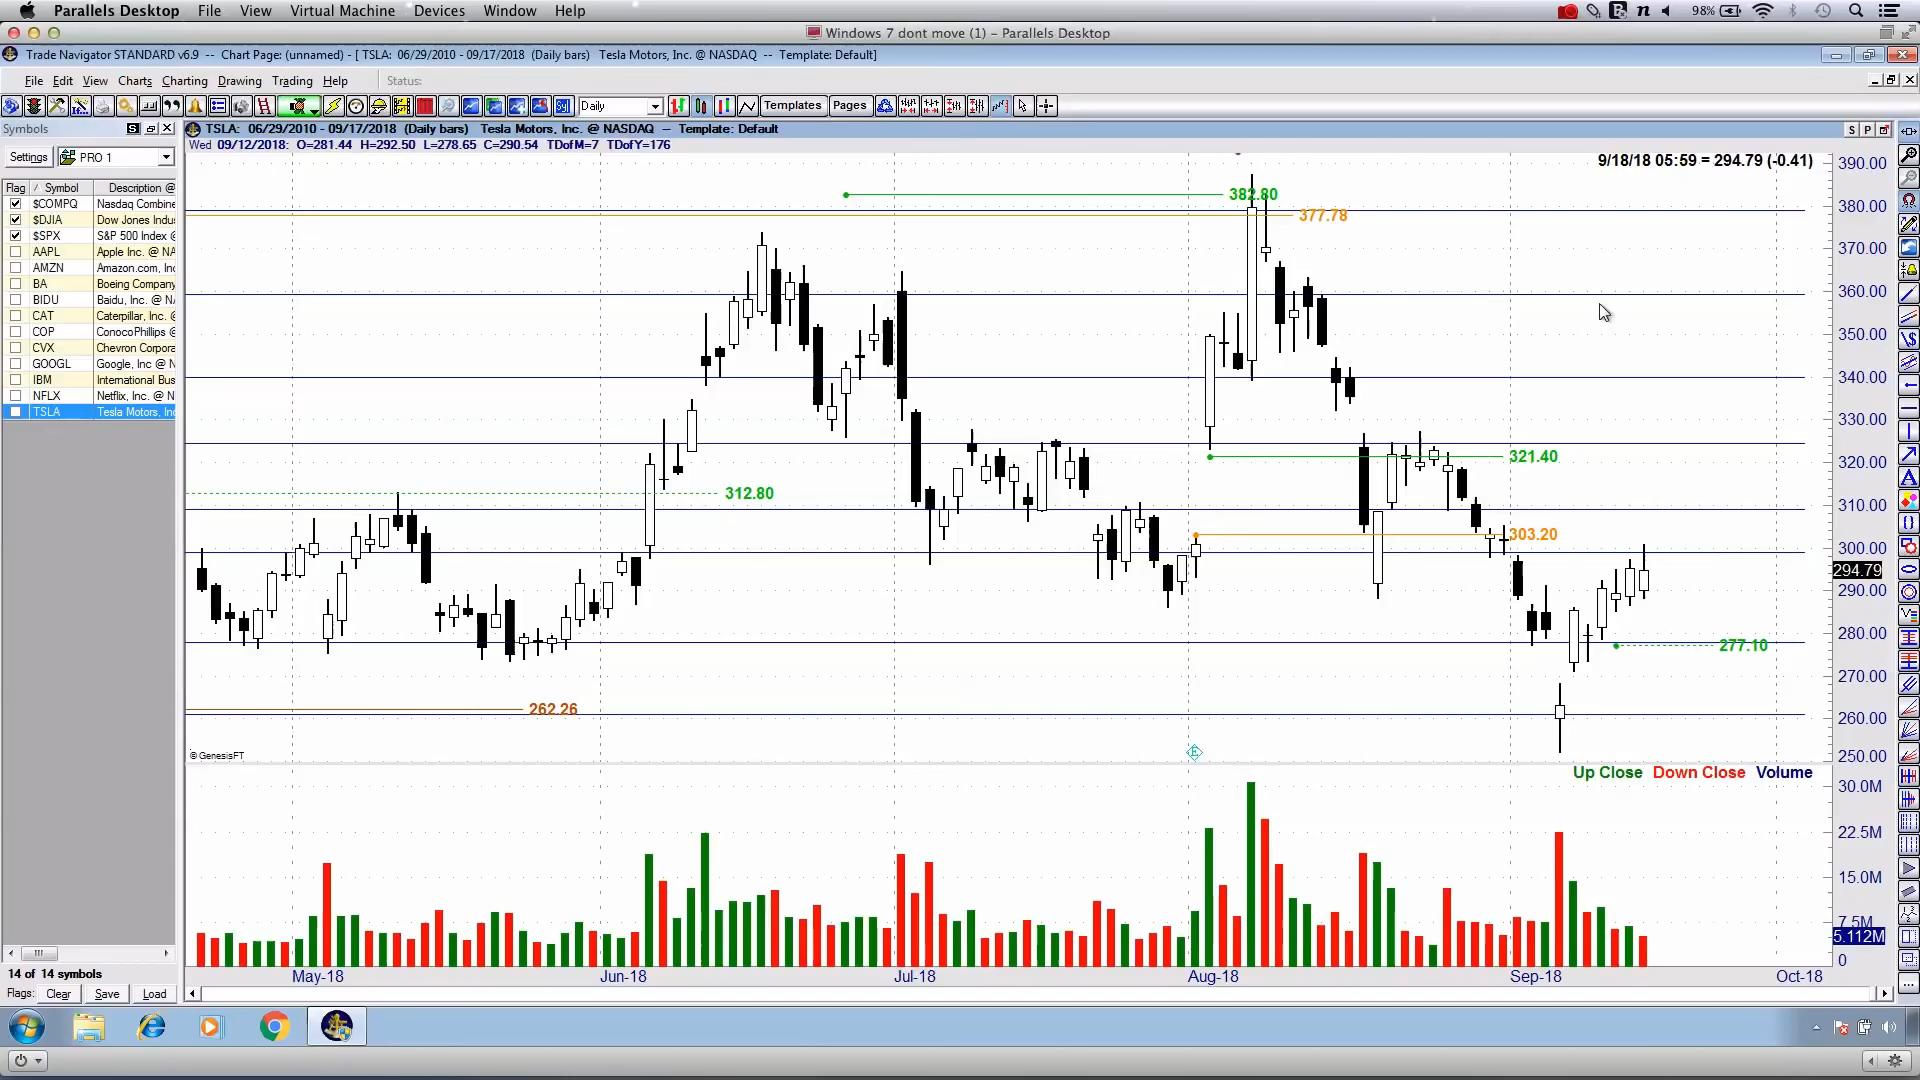 Parallels Desktop File View Virtual Machine Devices Window Help 98%
Windows 7 dont move (1) – Parallels Desktop
Trade Navigator STANDARD v6.9 -- Chart Page: (unnamed) - [ TSLA: 06/29/2010 - 09/17/2018 (Daily bars) Tesla Motors, Inc. @ NASDAQ -- Template: Default]
File Edit View Charts Charting Drawing Trading Help Status:
Daily Templates Pages
Symbols S
TSLA: 06/29/2010 - 09/17/2018 (Daily bars) Tesla Motors, Inc. @ NASDAQ -- Template: Default S P
Wed 09/12/2018: O=281.44 H=292.50 L=278.65 C=290.54 TDofM=7 TDofY=176
Settings PRO 1
9/18/18 05:59 = 294.79 (-0.41)
Flag Symbol Description @
$COMPQ Nasdaq Combine
$DJIA Dow Jones Indus
$SPX S&P 500 Index @
AAPL Apple Inc. @ NA
AMZN Amazon.com, Inc
BA Boeing Company
BIDU Baidu, Inc. @ N
CAT Caterpillar, Inc.
COP ConocoPhillips @
CVX Chevron Corpora
GOOGL Google, Inc @ N
IBM International Bus
NFLX Netflix, Inc. @ N
TSLA Tesla Motors, Inc
390.00
380.00
370.00
360.00
350.00
340.00
330.00
320.00
310.00
300.00
294.79
290.00
280.00
270.00
260.00
250.00
382.80
377.78
321.40
312.80
303.20
277.10
262.26
E
© GenesisFT
Up Close Down Close Volume
30.0M
22.5M
15.0M
7.5M
5.112M
0
May-18 Jun-18 Jul-18 Aug-18 Sep-18 Oct-18
14 of 14 symbols
Flags: Clear Save Load